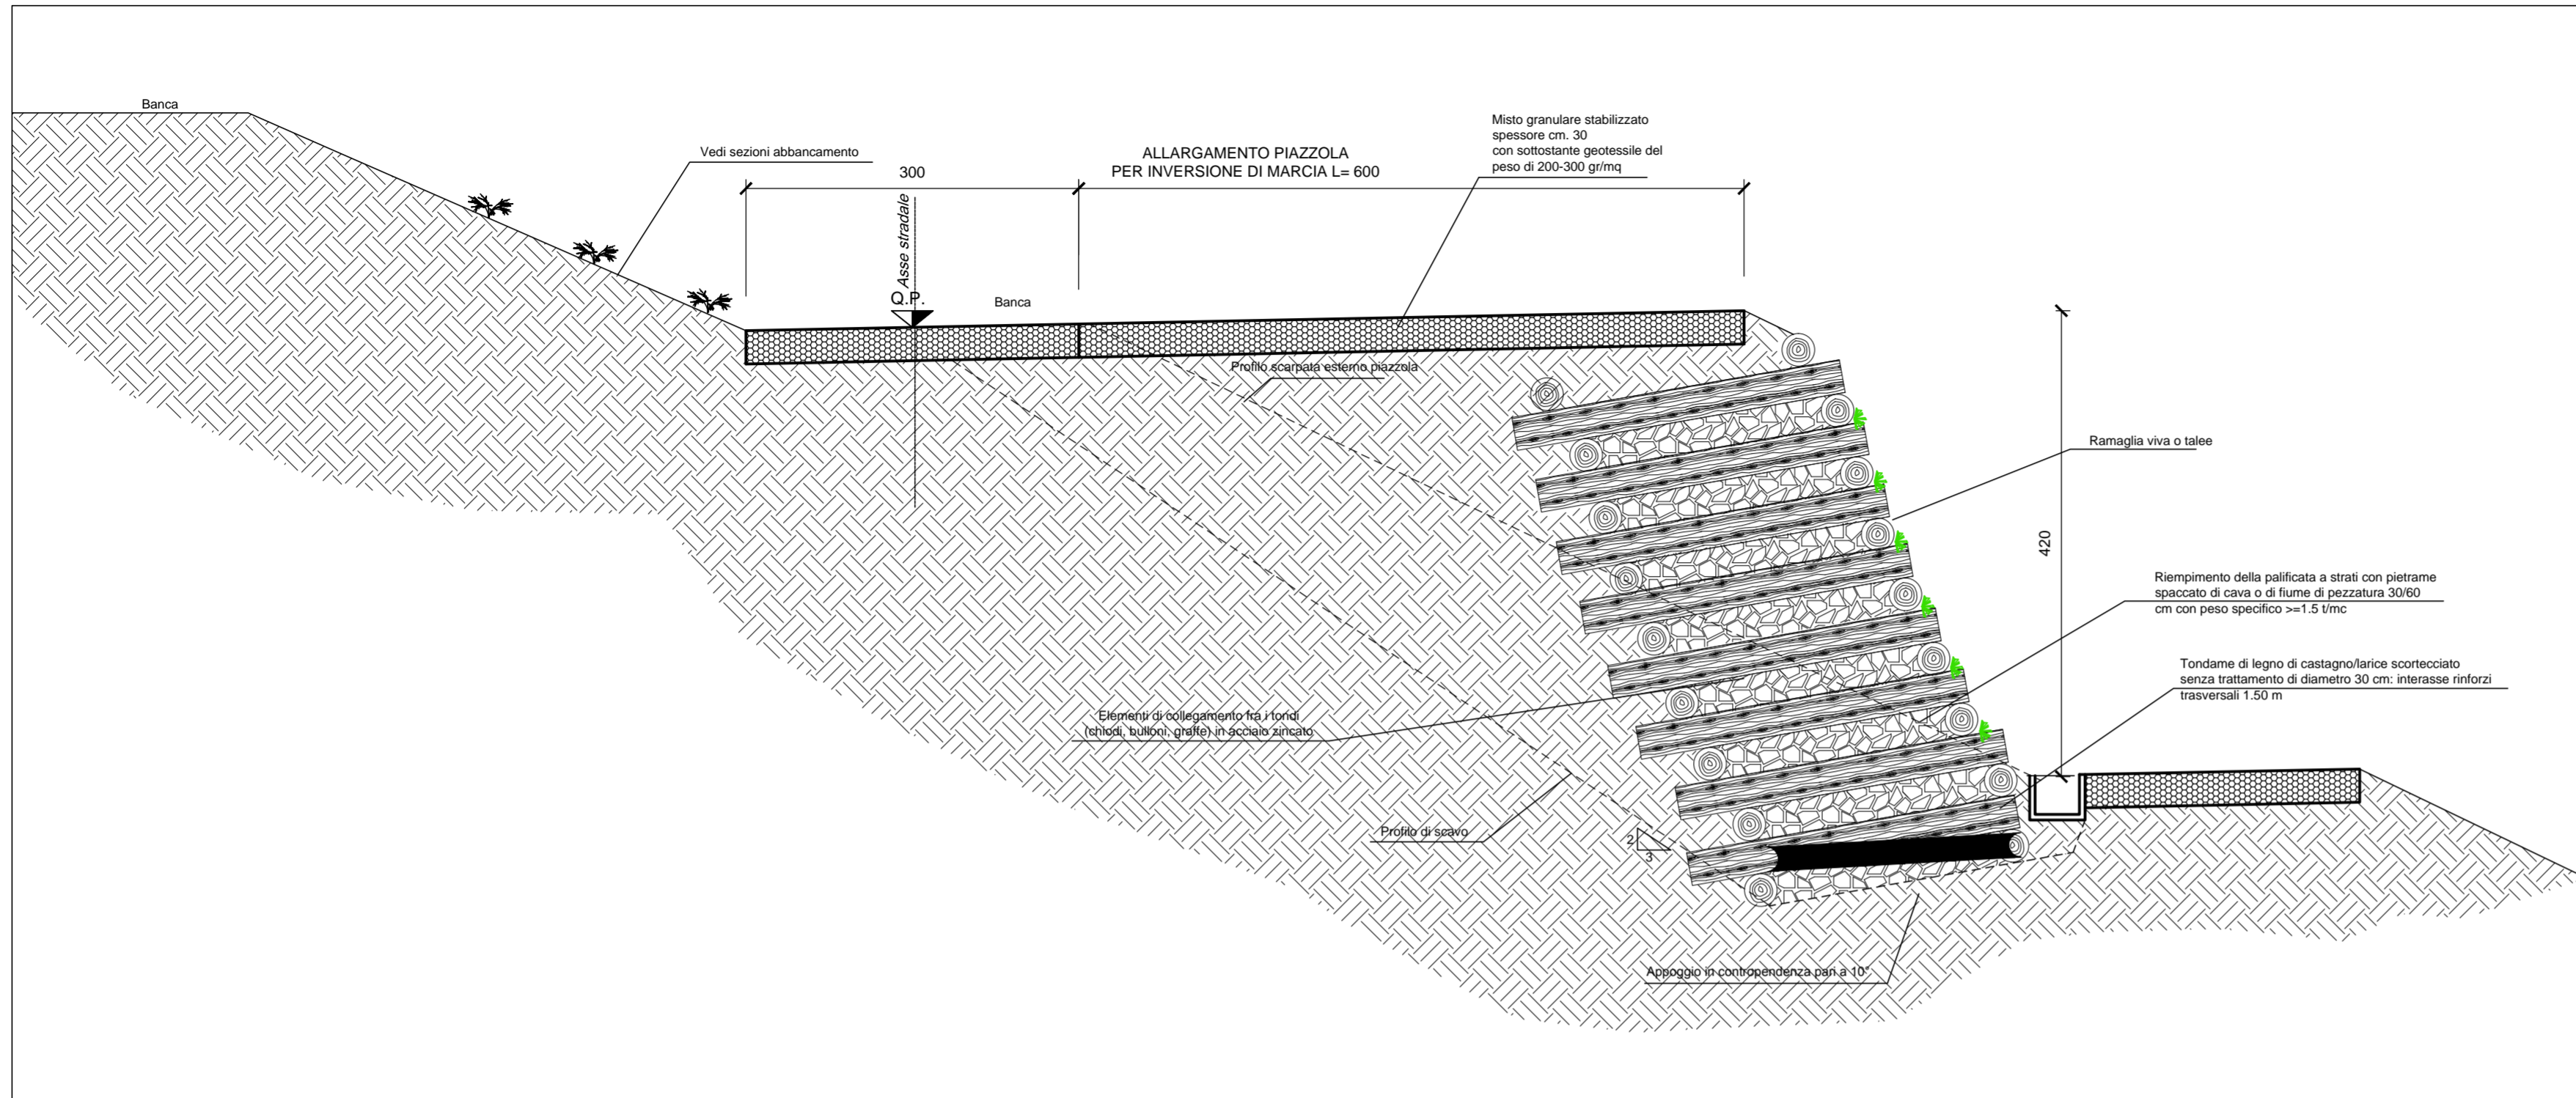 Banca
Vedi sezioni abbancamento
300
ALLARGAMENTO PIAZZOLA
PER INVERSIONE DI MARCIA L= 600
Misto granulare stabilizzato
spessore cm. 30
con sottostante geotessile del
peso di 200-300 gr/mq
Asse stradale
Q.P.
Banca
Profilo scarpata esterno piazzola
Ramaglia viva o talee
420
Riempimento della palificata a strati con pietrame
spaccato di cava o di fiume di pezzatura 30/60
cm con peso specifico >=1.5 t/mc
Tondame di legno di castagno/larice scortecciato
senza trattamento di diametro 30 cm: interasse rinforzi
trasversali 1.50 m
Elementi di collegamento fra i tondi
(chiodi, bulloni, graffe) in acciaio zincato
Profilo di scavo
2
3
Appoggio in contropendenza pari a 10°